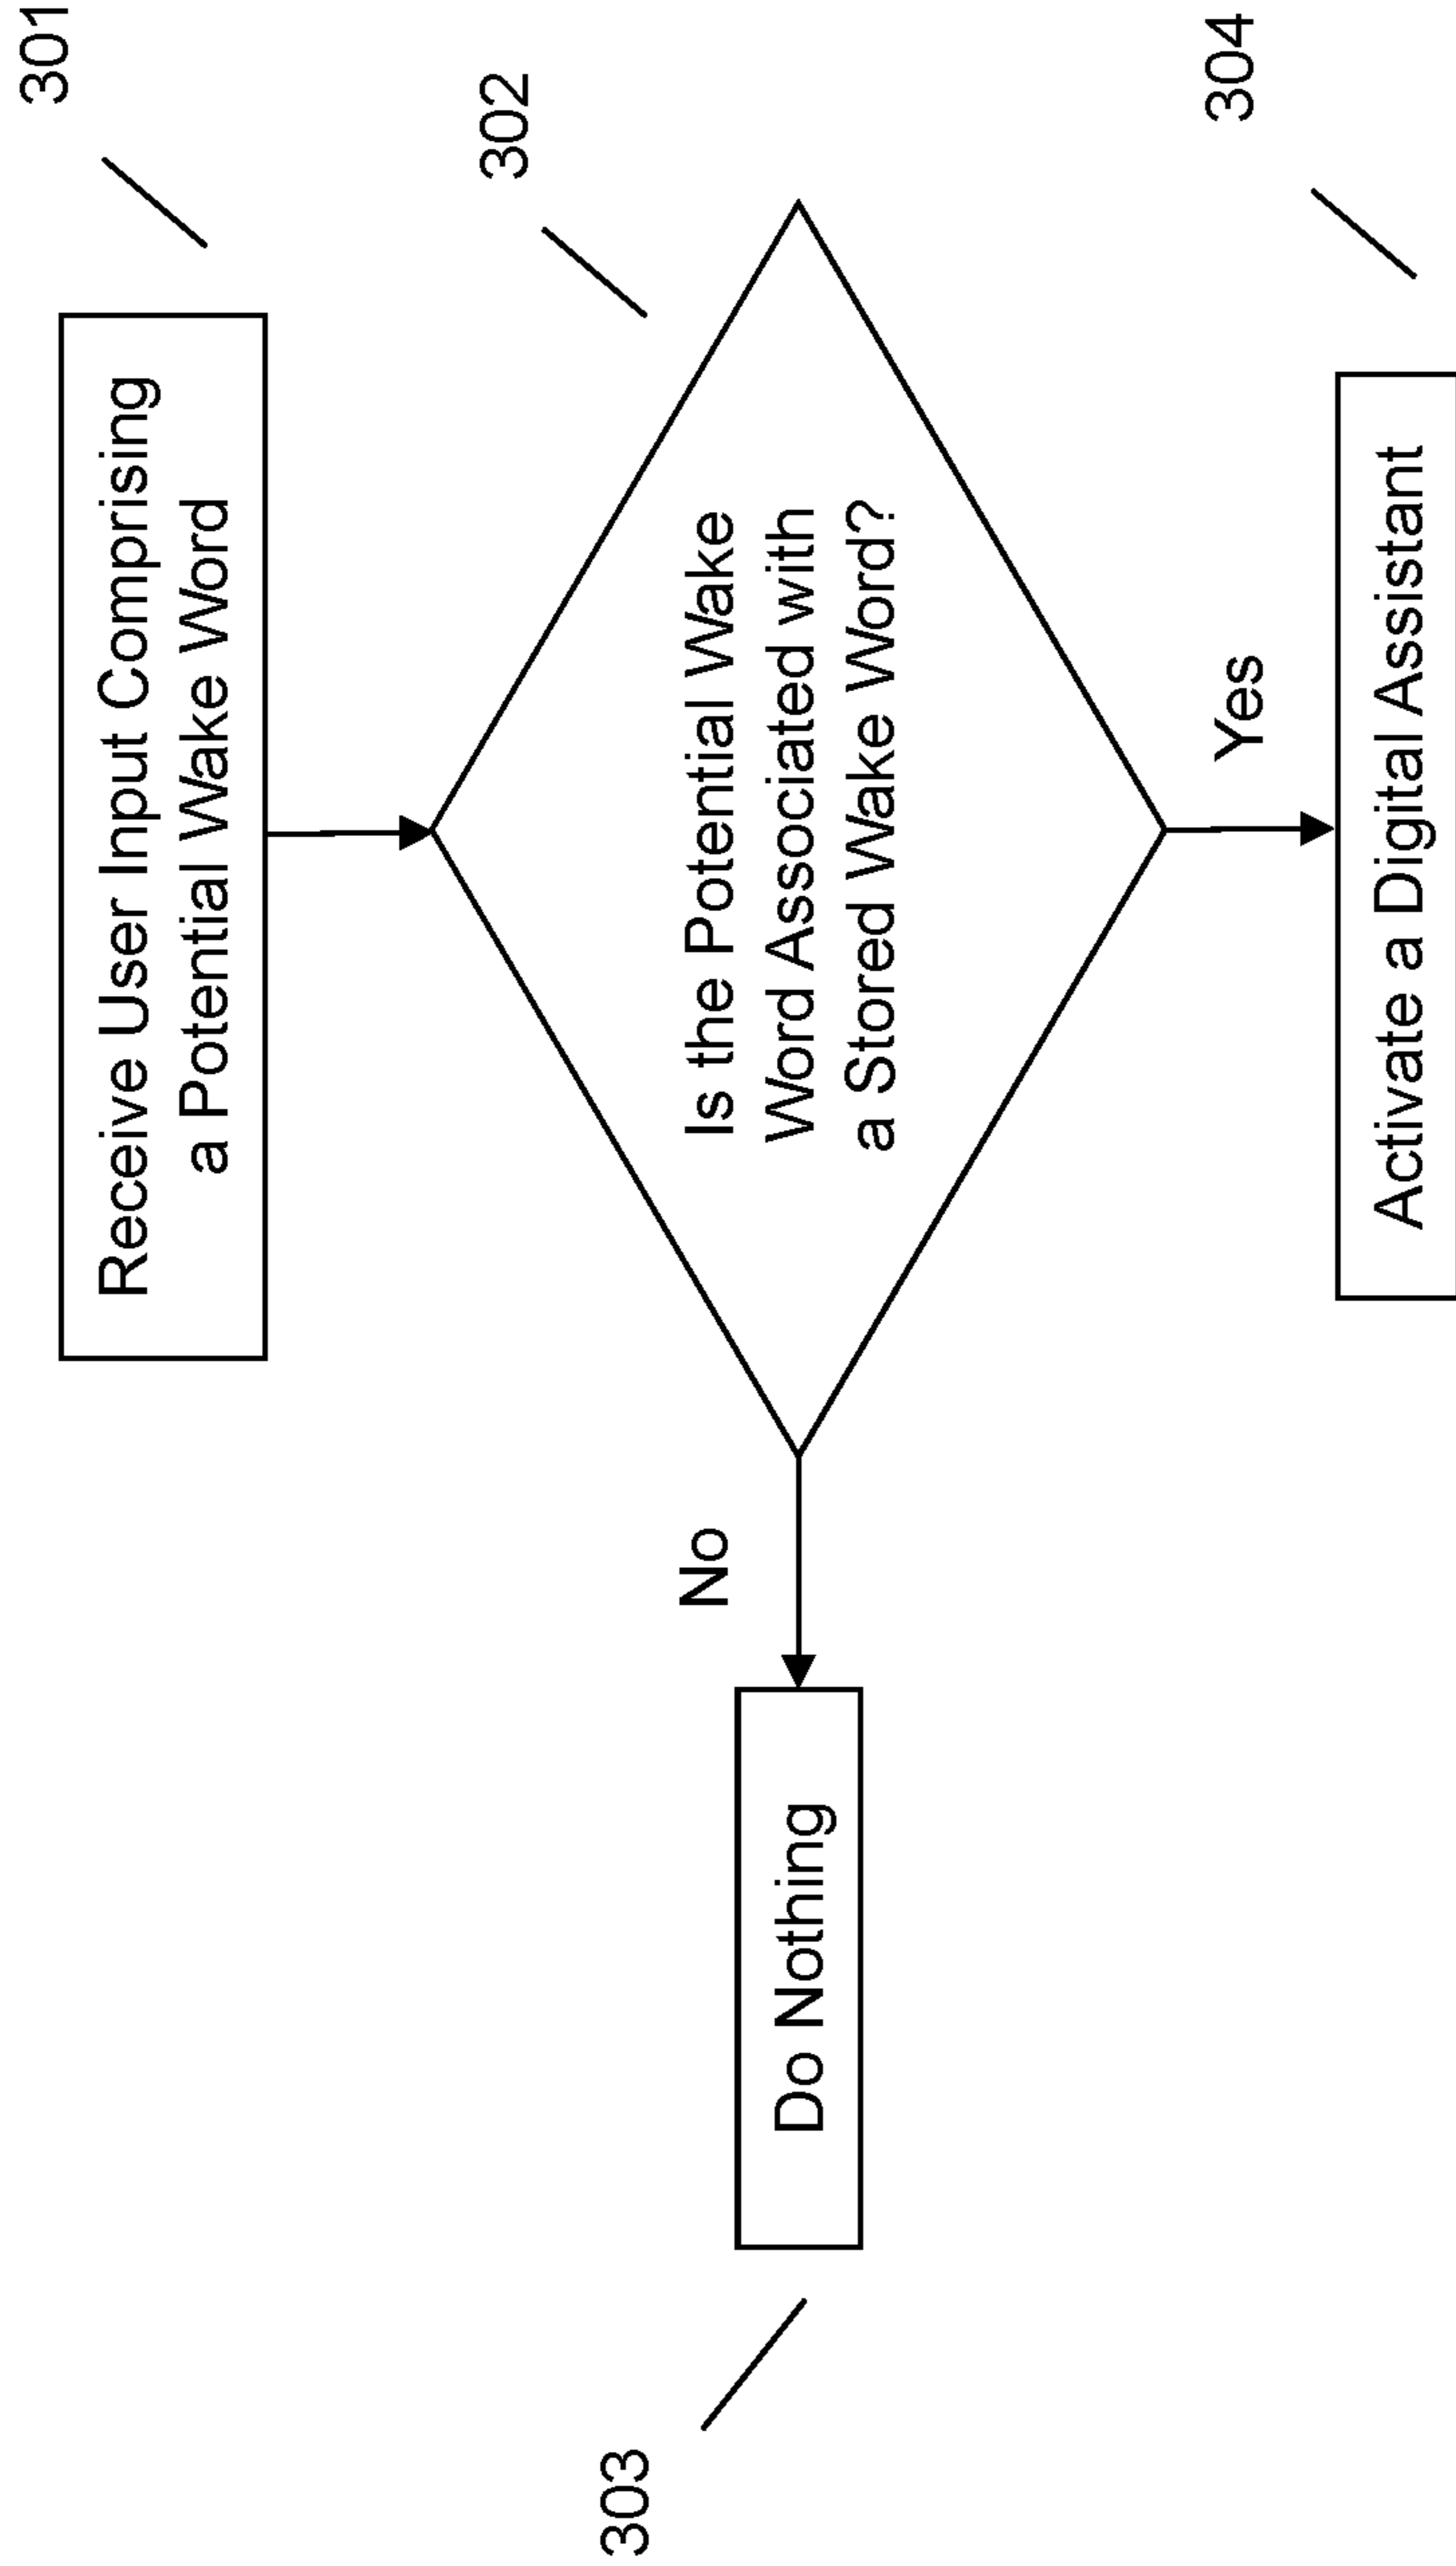 301
Receive User Input Comprising
a Potential Wake Word
302
Is the Potential Wake
Word Associated with
a Stored Wake Word?
No
303
Do Nothing
Yes
304
Activate a Digital Assistant